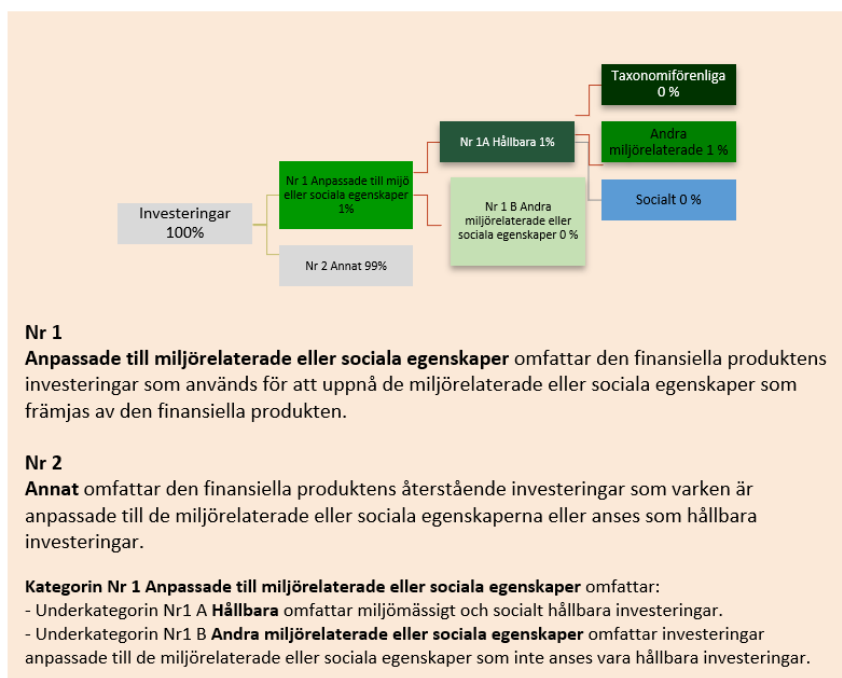 Taxonomiförenliga
0 %
Nr 1A Hållbara 1%
Andra
miljörelaterade 1 %
Nr 1 Anpassade till mijö
eller sociala egenskaper
1%
Nr 1 B Andra
miljörelaterade eller
sociala egenskaper 0 %
Socialt 0 %
Investeringar
100%
Nr 2 Annat 99%
Nr 1
Anpassade till miljörelaterade eller sociala egenskaper omfattar den finansiella produktens
investeringar som används för att uppnå de miljörelaterade eller sociala egenskaper som
främjas av den finansiella produkten.
Nr 2
Annat omfattar den finansiella produktens återstående investeringar som varken är
anpassade till de miljörelaterade eller sociala egenskaperna eller anses som hållbara
investeringar.
Kategorin Nr 1 Anpassade till miljörelaterade eller sociala egenskaper omfattar:
- Underkategorin Nr1 A Hållbara omfattar miljömässigt och socialt hållbara investeringar.
- Underkategorin Nr1 B Andra miljörelaterade eller sociala egenskaper omfattar investeringar
anpassade till de miljörelaterade eller sociala egenskaper som inte anses vara hållbara investeringar.